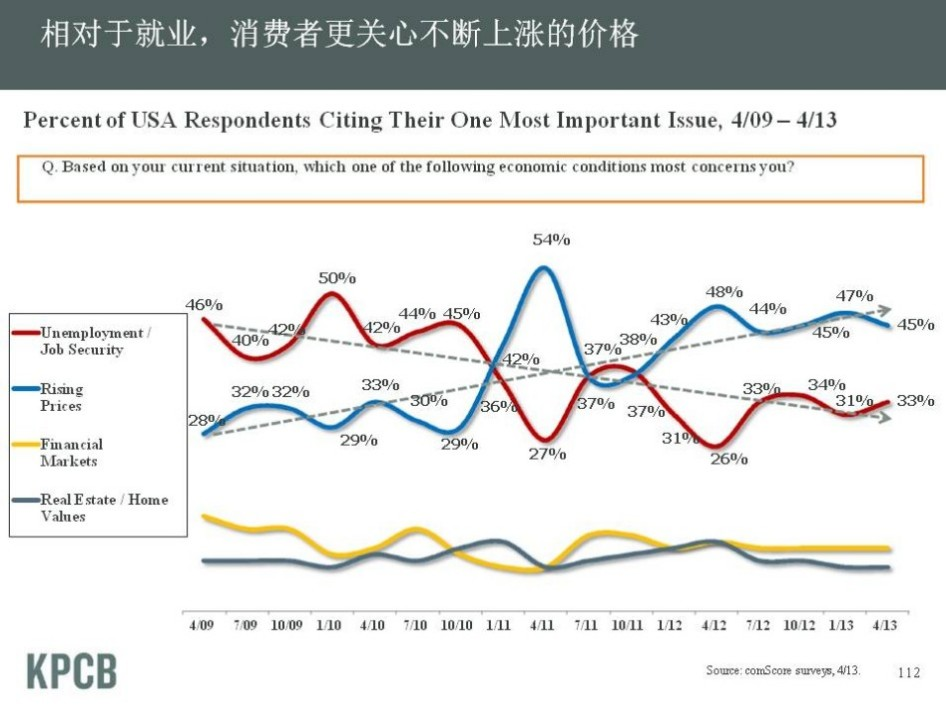 相对于就业，消费者更关心不断上涨的价格
Percent of USA Respondents Citing Their One Most Important Issue, 4/09 – 4/13
Q. Based on your current situation, which one of the following economic conditions most concerns you?
Unemployment /
Job Security
Rising
Prices
Financial
Markets
Real Estate / Home
Values
46% 40% 42% 50% 42% 44% 45% 36% 27% 37% 37% 31% 26% 33% 34% 31% 33%
28% 32% 32% 29% 33% 30% 29% 42% 54% 37% 38% 43% 48% 44% 45% 47% 45%
4/09 7/09 10/09 1/10 4/10 7/10 10/10 1/11 4/11 7/11 10/11 1/12 4/12 7/12 10/12 1/13 4/13
KPCB
Source: comScore surveys, 4/13.
112